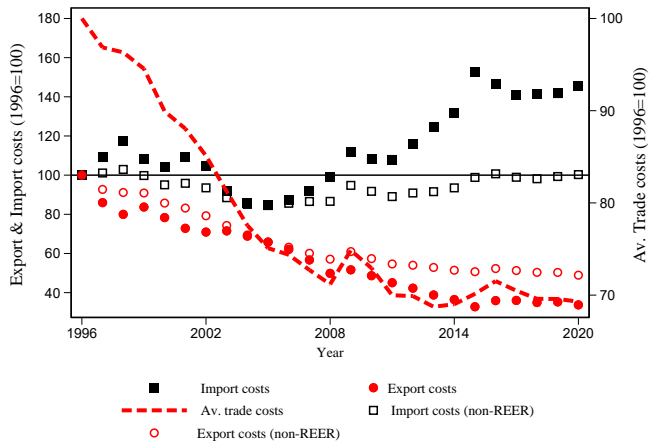 180
160
140
120
100
80
60
40
Export & Import costs (1996=100)
100
90
80
70
Av. Trade costs (1996=100)
1996 2002 2008 2014 2020
Year
Import costs Export costs
Av. trade costs Import costs (non-REER)
Export costs (non-REER)